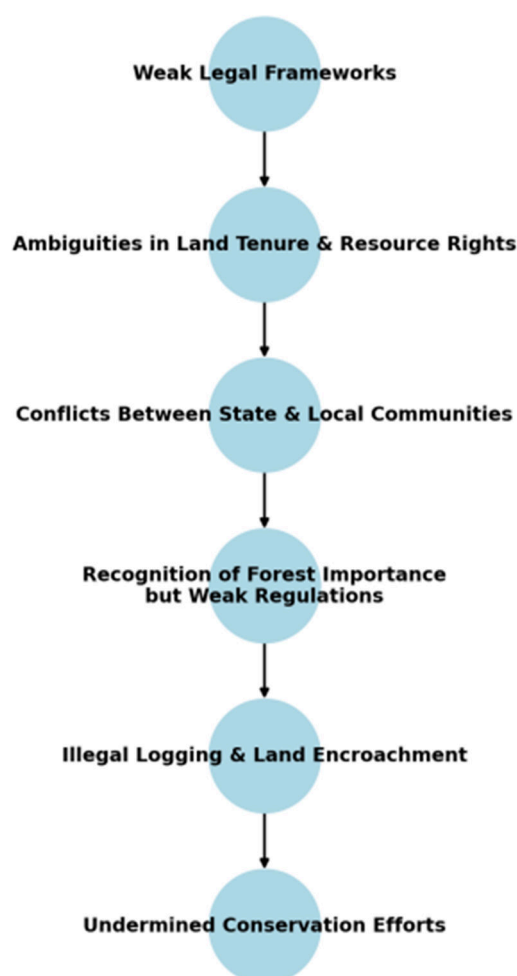 Weak Legal Frameworks
Ambiguities in Land Tenure & Resource Rights
Conflicts Between State & Local Communities
Recognition of Forest Importance
but Weak Regulations
Illegal Logging & Land Encroachment
Undermined Conservation Efforts